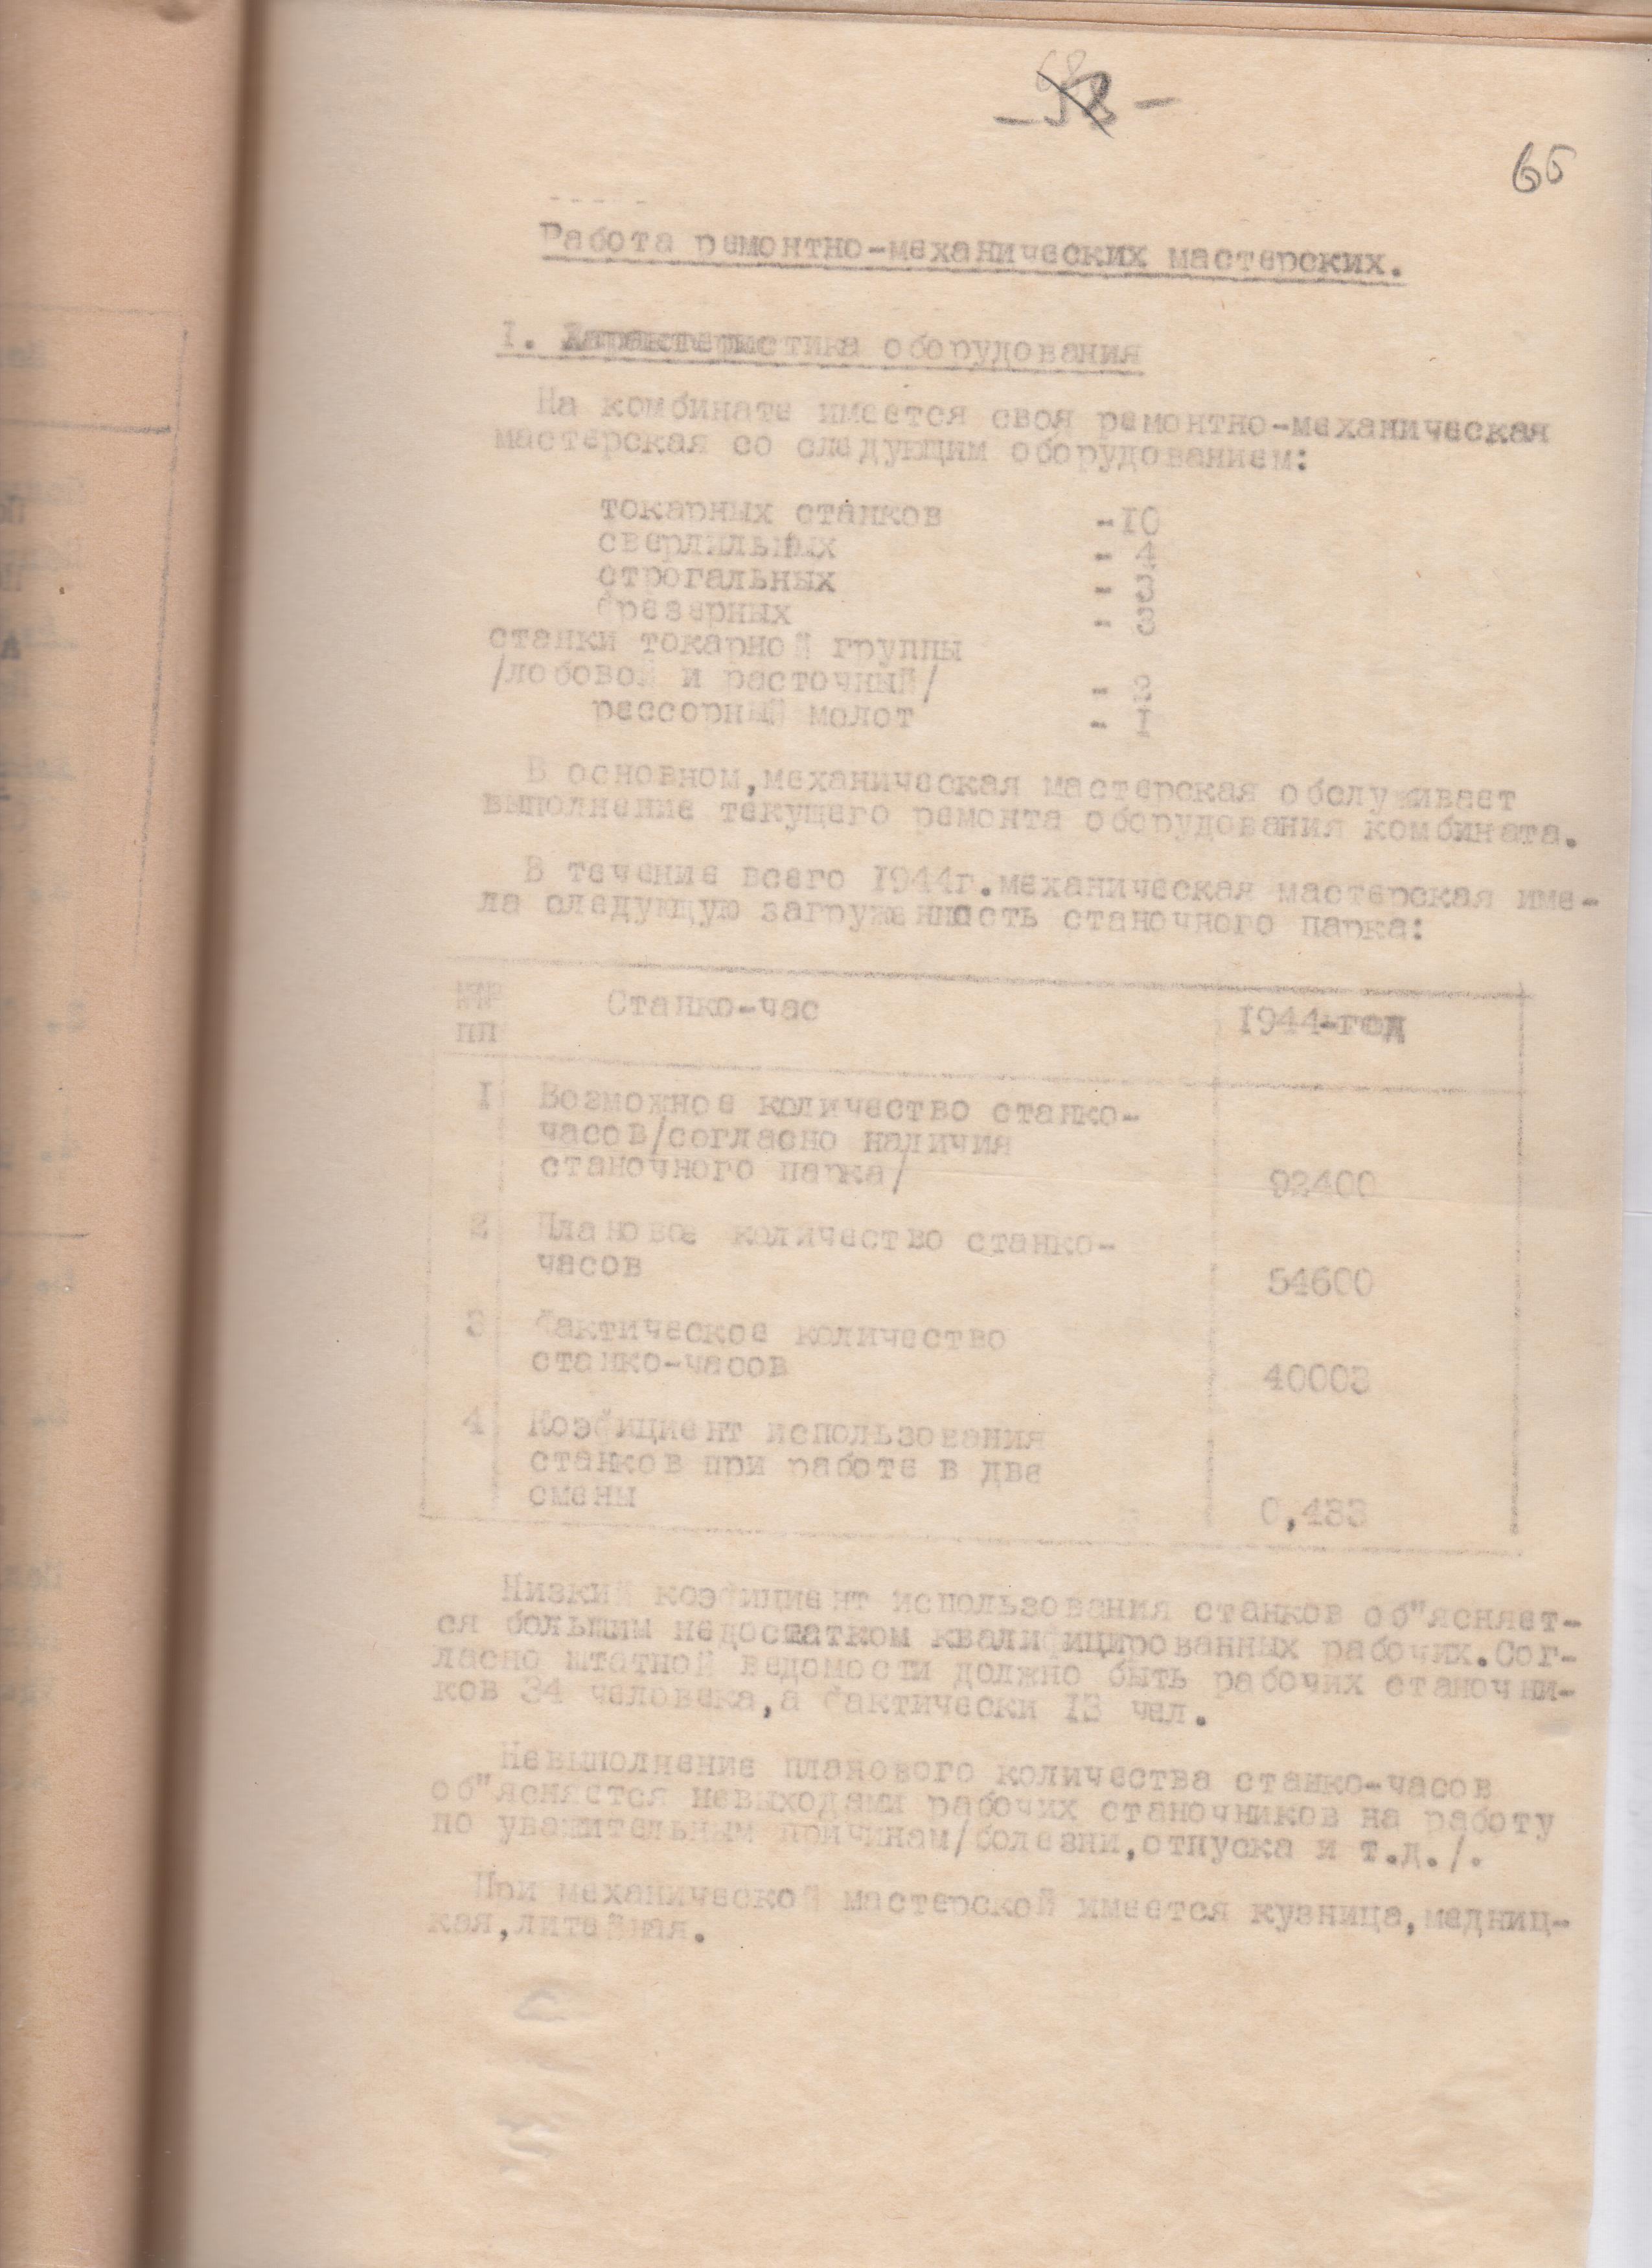 65
Работа ремонтно-механических мастерских.
I. Характеристика оборудования
На комбинате имеется своя ремонтно-механическая
мастерская со следующим оборудованием:
токарных станков -10
сверлильных - 4
строгальных - 3
фрезерных - 3
станки токарной группы
/лобовой и расточный/ - 2
рессорный молот - I
В основном,механическая мастерская обслуживает
выполнение текущего ремонта оборудования комбината.
В течение всего 1944г.механическая мастерская име-
ла следующую загруженность станочного парка:
№№ Станко-час 1944-год
пп
I Возможное количество станко-
часов/согласно наличия
станочного парка/ 92400
2 Плановое количество станко-
часов 54600
3 Фактическое количество
станко-часов 40003
4 Коэфициент использования
станков при работе в две
смены 0,433
Низкий коэфициент использования станков об"ясняет-
ся большим недостатком квалифицированных рабочих.Сог-
ласно штатной ведомости должно быть рабочих станочни-
ков 34 человека,а фактически 13 чел.
Невыполнение планового количества станко-часов
об"ясняется невыходами рабочих станочников на работу
по уважительным причинам/болезни,отпуска и т.д./.
При механической мастерской имеется кузница,медниц-
кая,литейная.